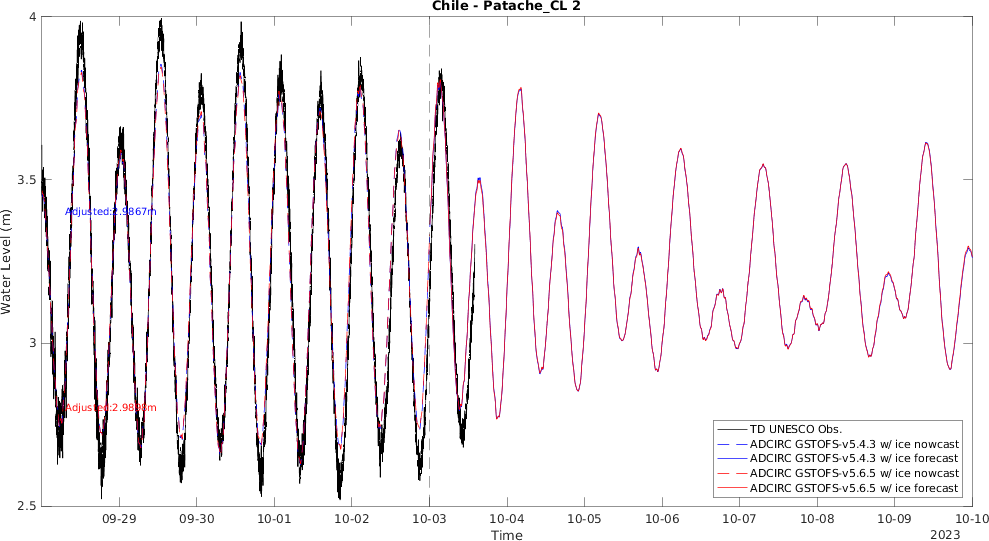 Chile - Patache_CL 2
4
3.5
3
2.5
Water Level (m)
Adjusted:2.9867m
TD UNESCO Obs.
ADCIRC GSTOFS-v5.4.3 w/ ice nowcast
ADCIRC GSTOFS-v5.4.3 w/ ice forecast
ADCIRC GSTOFS-v5.6.5 w/ ice nowcast
ADCIRC GSTOFS-v5.6.5 w/ ice forecast
09-29 09-30 10-01 10-02 10-03 10-04 10-05 10-06 10-07 10-08 10-09 10-10
Time
2023